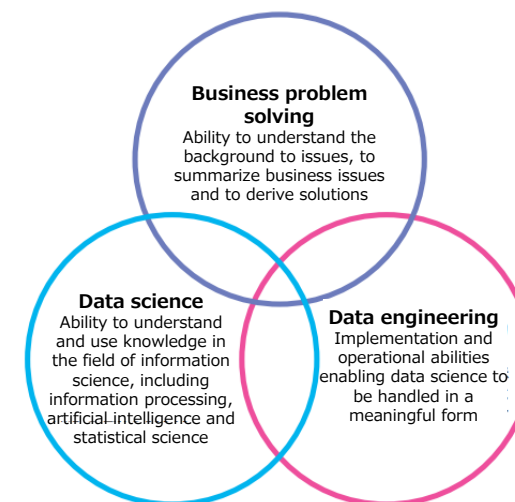 Business problem
solving
Ability to understand the
background to issues, to
summarize business issues
and to derive solutions
Data science
Ability to understand
and use knowledge in
the field of information
science, including
information processing,
artificial intelligence and
statistical science
Data engineering
Implementation and
operational abilities
enabling data science to
be handled in a
meaningful form